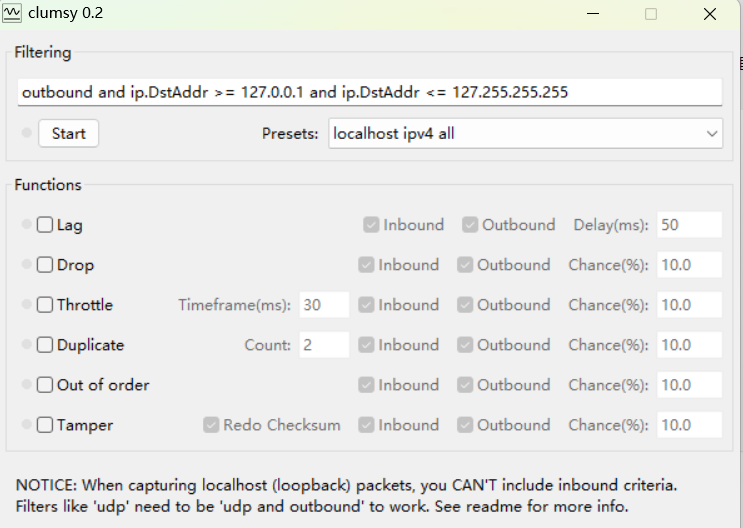 clumsy 0.2
Filtering
outbound and ip.DstAddr >= 127.0.0.1 and ip.DstAddr <= 127.255.255.255
Start Presets: localhost ipv4 all
Functions
Lag Inbound Outbound Delay(ms): 50
Drop Inbound Outbound Chance(%): 10.0
Throttle Timeframe(ms): 30 Inbound Outbound Chance(%): 10.0
Duplicate Count: 2 Inbound Outbound Chance(%): 10.0
Out of order Inbound Outbound Chance(%): 10.0
Tamper Redo Checksum Inbound Outbound Chance(%): 10.0
NOTICE: When capturing localhost (loopback) packets, you CAN'T include inbound criteria.
Filters like 'udp' need to be 'udp and outbound' to work. See readme for more info.